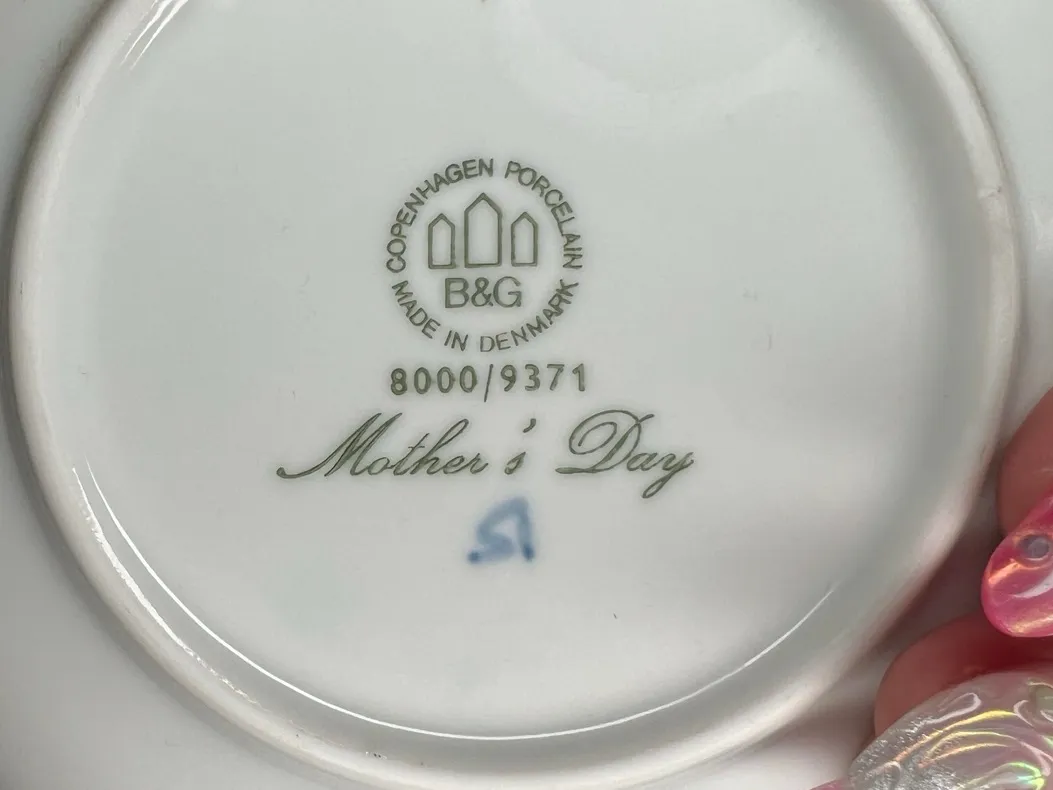 COPENHAGEN PORCELAIN
B&G
MADE IN DENMARK
8000/9371
Mother's Day